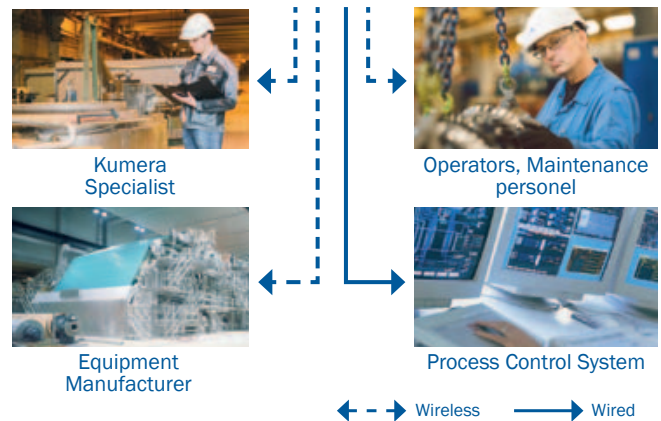 Kumera
Specialist
Operators, Maintenance
personel
Equipment
Manufacturer
Process Control System
Wireless
Wired